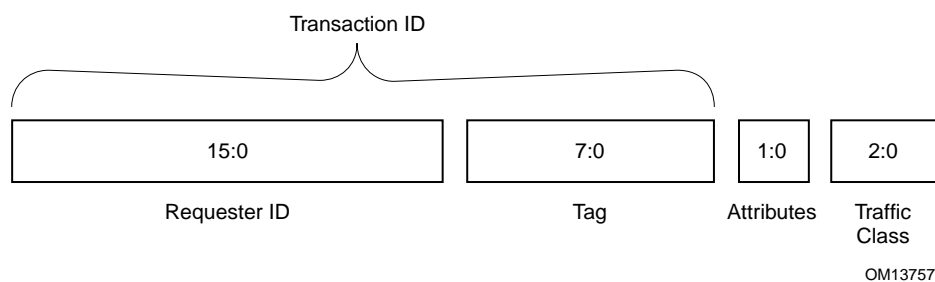 Transaction ID
15:0
7:0
1:0
2:0
Requester ID
Tag
Attributes
Traffic
Class
OM13757